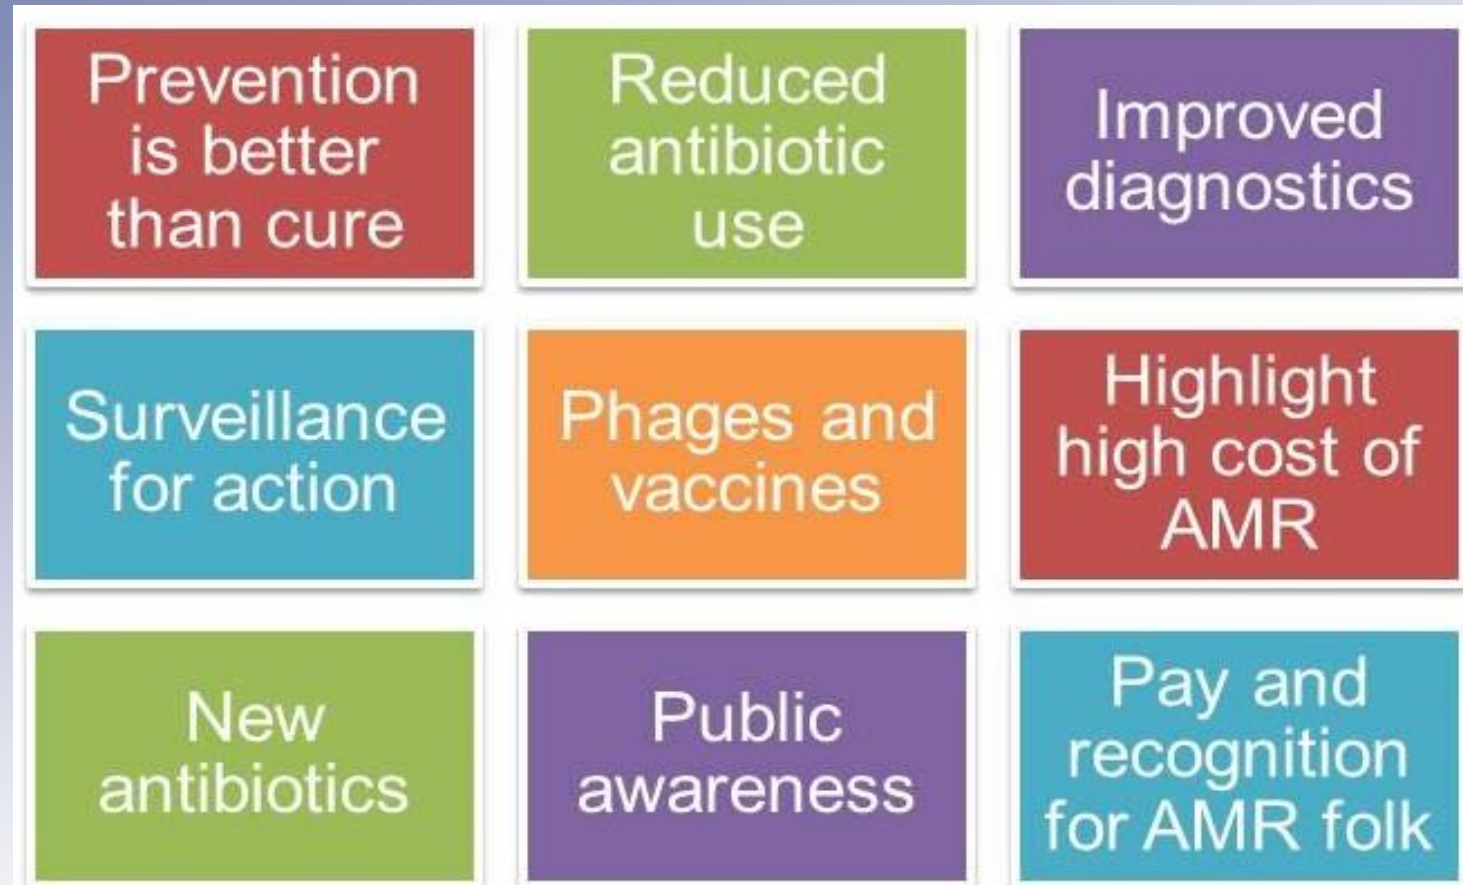 Prevention
is better
than cure
Reduced
antibiotic
use
Improved
diagnostics
Surveillance
for action
Phages and
vaccines
Highlight
high cost of
AMR
New
antibiotics
Public
awareness
Pay and
recognition
for AMR folk